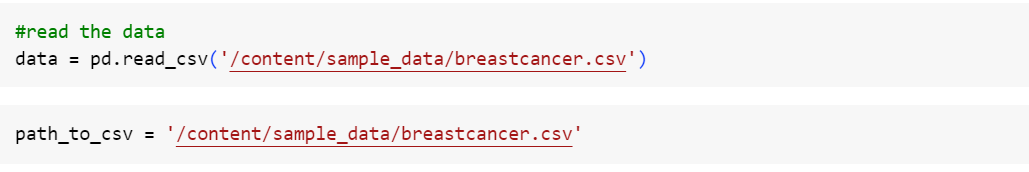 #read the data
data = pd.read_csv('/content/sample_data/breastcancer.csv')
path_to_csv = '/content/sample_data/breastcancer.csv'